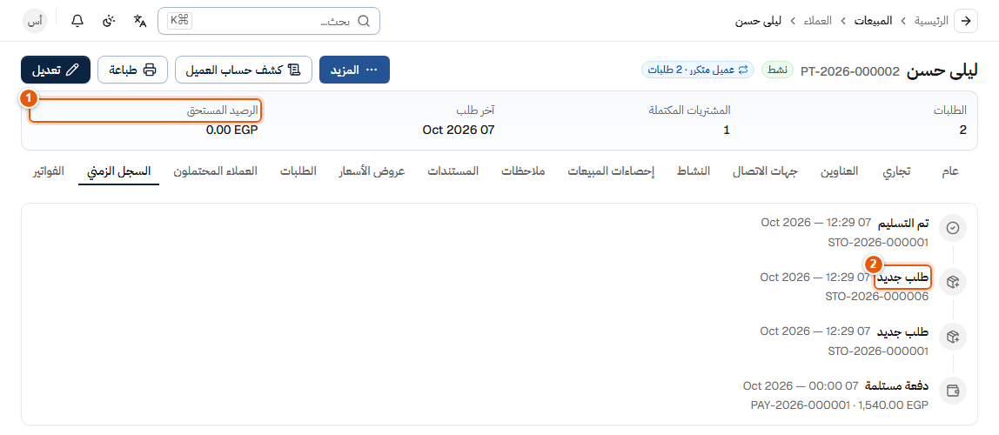 الرئيسية > المبيعات > العملاء > ليلى حسن
بحث... ⌘K
أس
ليلى حسن PT-2026-000002 نشط عميل متكرر · 2 طلبات
المزيد كشف حساب العميل طباعة تعديل
1
الطلبات المشتريات المكتملة آخر طلب الرصيد المستحق
2 1 07 Oct 2026 0.00 EGP
عام تجاري العناوين جهات الاتصال النشاط إحصاءات المبيعات ملاحظات المستندات عروض الأسعار الطلبات العملاء المحتملون السجل الزمني الفواتير
تم التسليم 07 Oct 2026 — 12:29
STO-2026-000001
2
طلب جديد 07 Oct 2026 — 12:29
STO-2026-000006
طلب جديد 07 Oct 2026 — 12:29
STO-2026-000001
دفعة مستلمة 07 Oct 2026 — 00:00
PAY-2026-000001 · 1,540.00 EGP